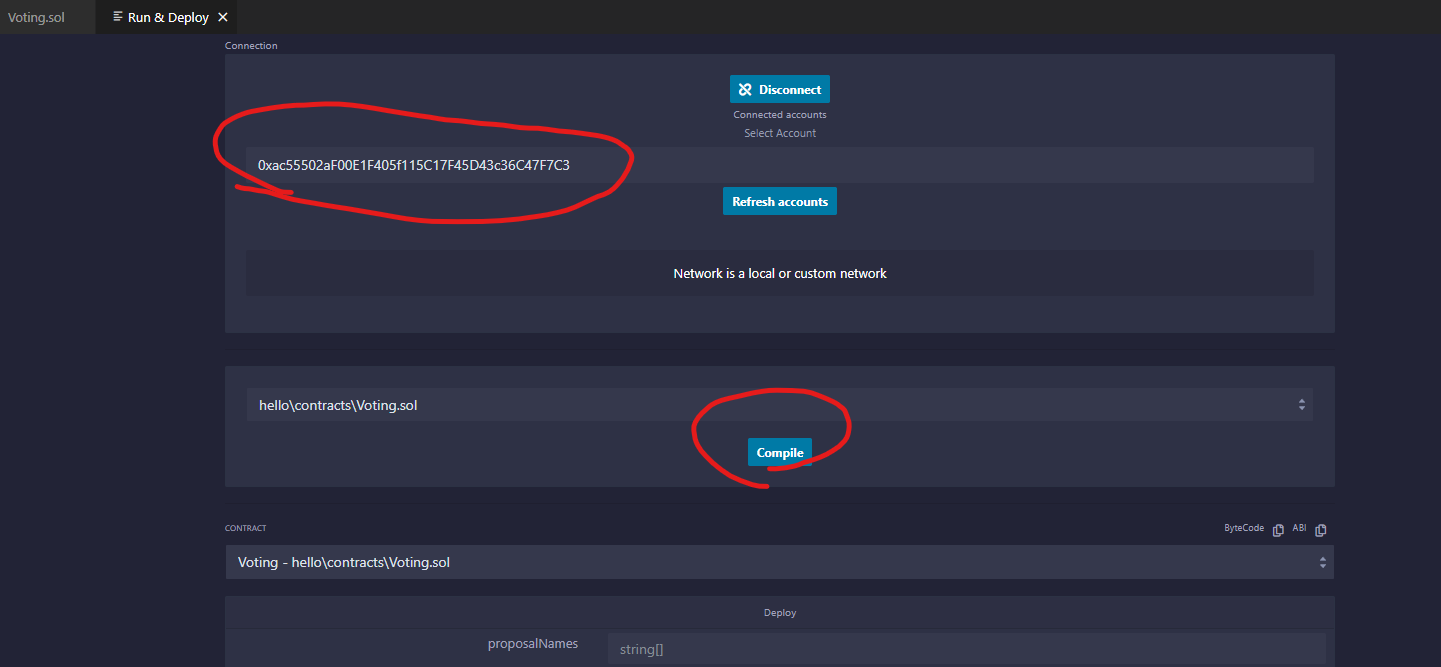 Voting.sol
Run & Deploy
Connection
Disconnect
Connected accounts
Select Account
0xac55502aF00E1F405f115C17F45D43c36C47F7C3
Refresh accounts
Network is a local or custom network
hello\contracts\Voting.sol
Compile
CONTRACT
ByteCode ABI
Voting - hello\contracts\Voting.sol
Deploy
proposalNames string[]